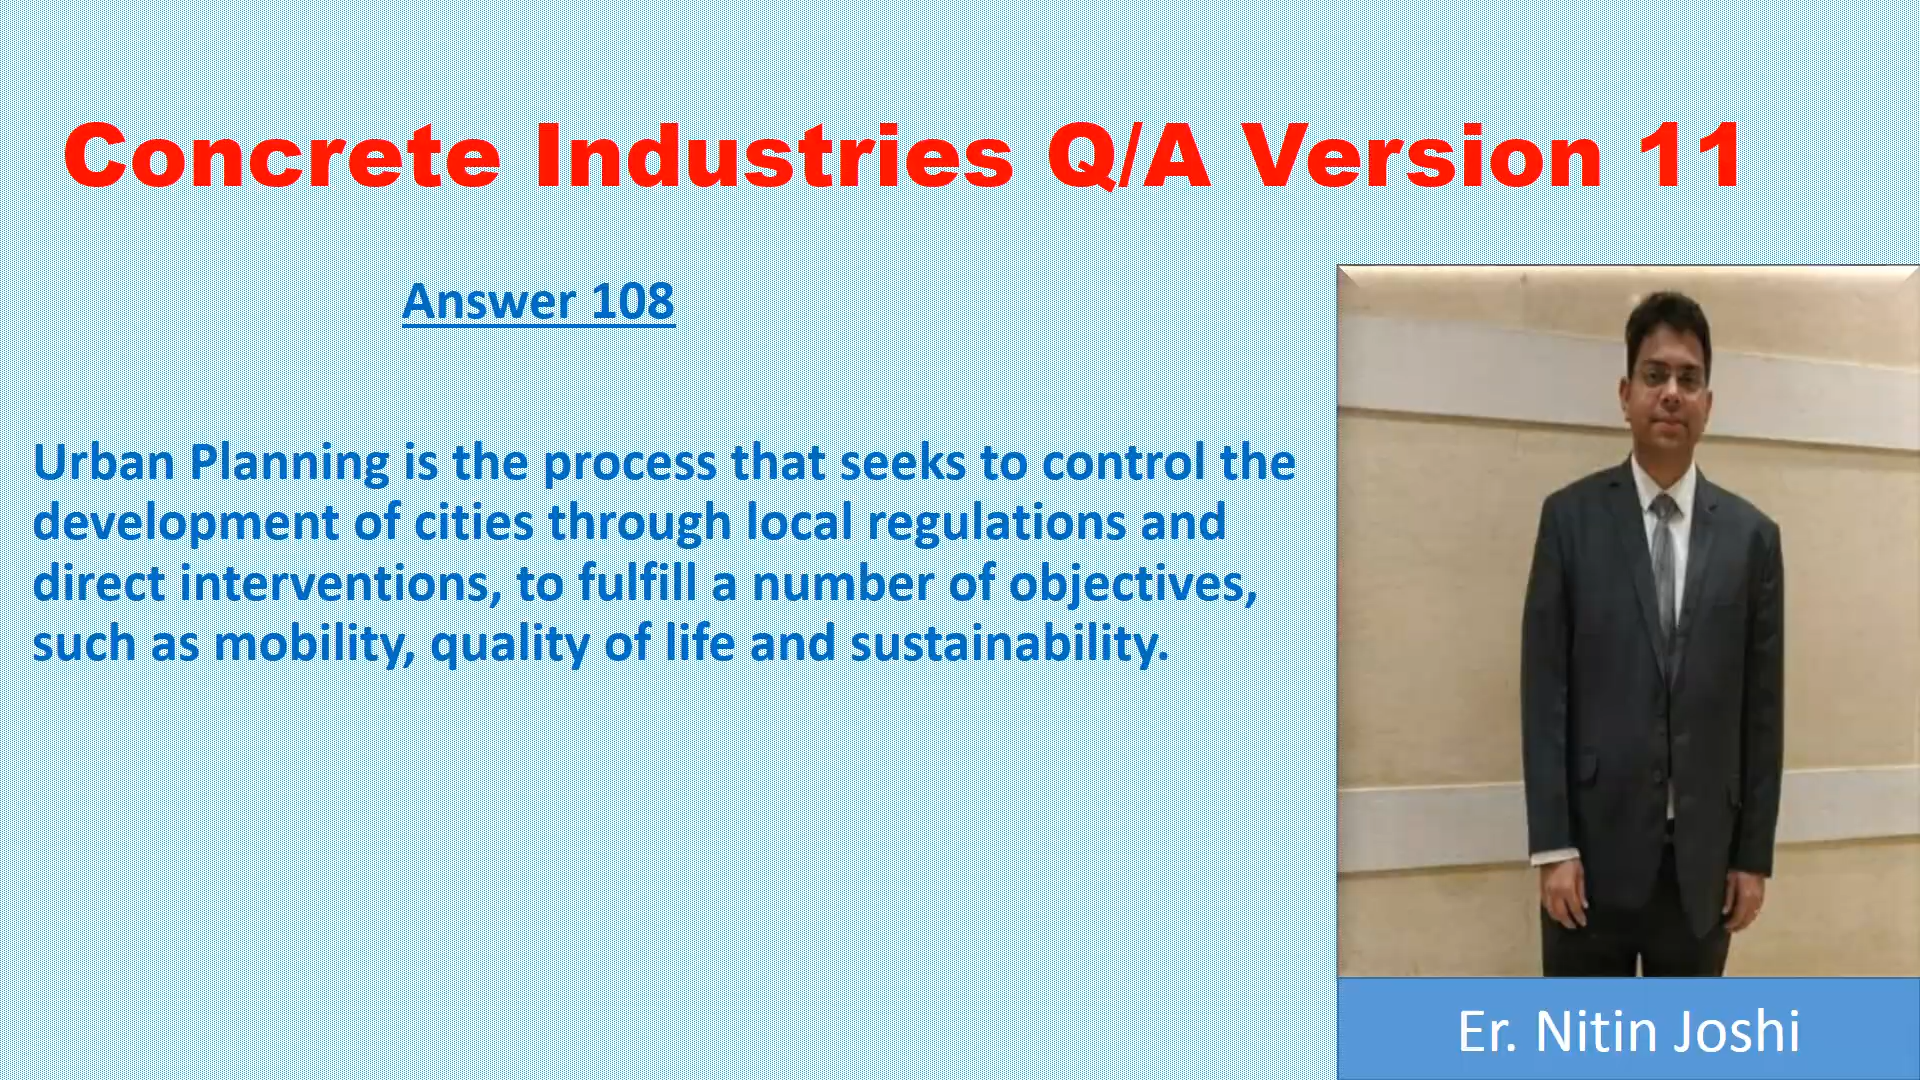 Concrete Industries Q/A Version 11
Answer 108
Urban Planning is the process that seeks to control the
development of cities through local regulations and
direct interventions, to fulfill a number of objectives,
such as mobility, quality of life and sustainability.
Er. Nitin Joshi